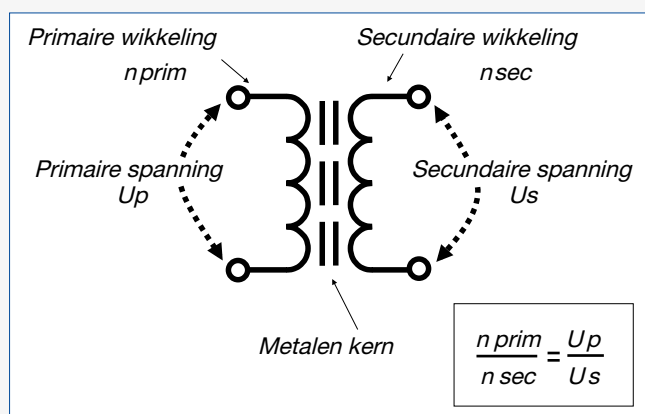 Primaire wikkeling
n prim
Secundaire wikkeling
n sec
Primaire spanning
Up
Secundaire spanning
Us
Metalen kern
n prim / n sec = Up / Us